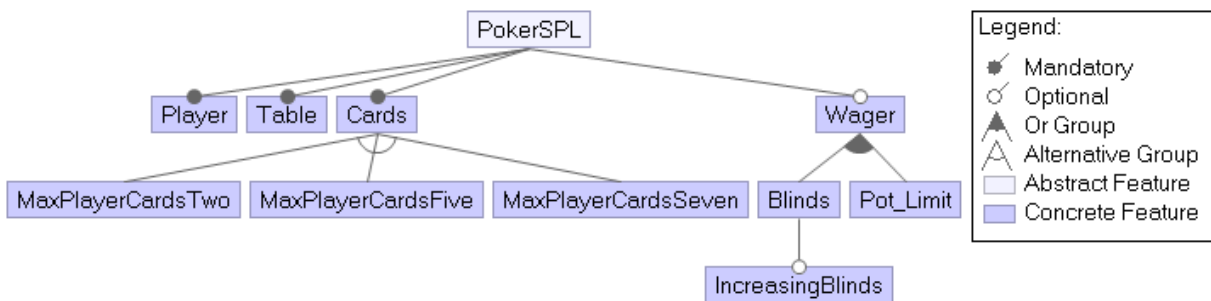 PokerSPL
Legend:
Mandatory
Optional
Or Group
Alternative Group
Abstract Feature
Concrete Feature
Player Table Cards Wager
MaxPlayerCardsTwo MaxPlayerCardsFive MaxPlayerCardsSeven Blinds Pot_Limit
IncreasingBlinds